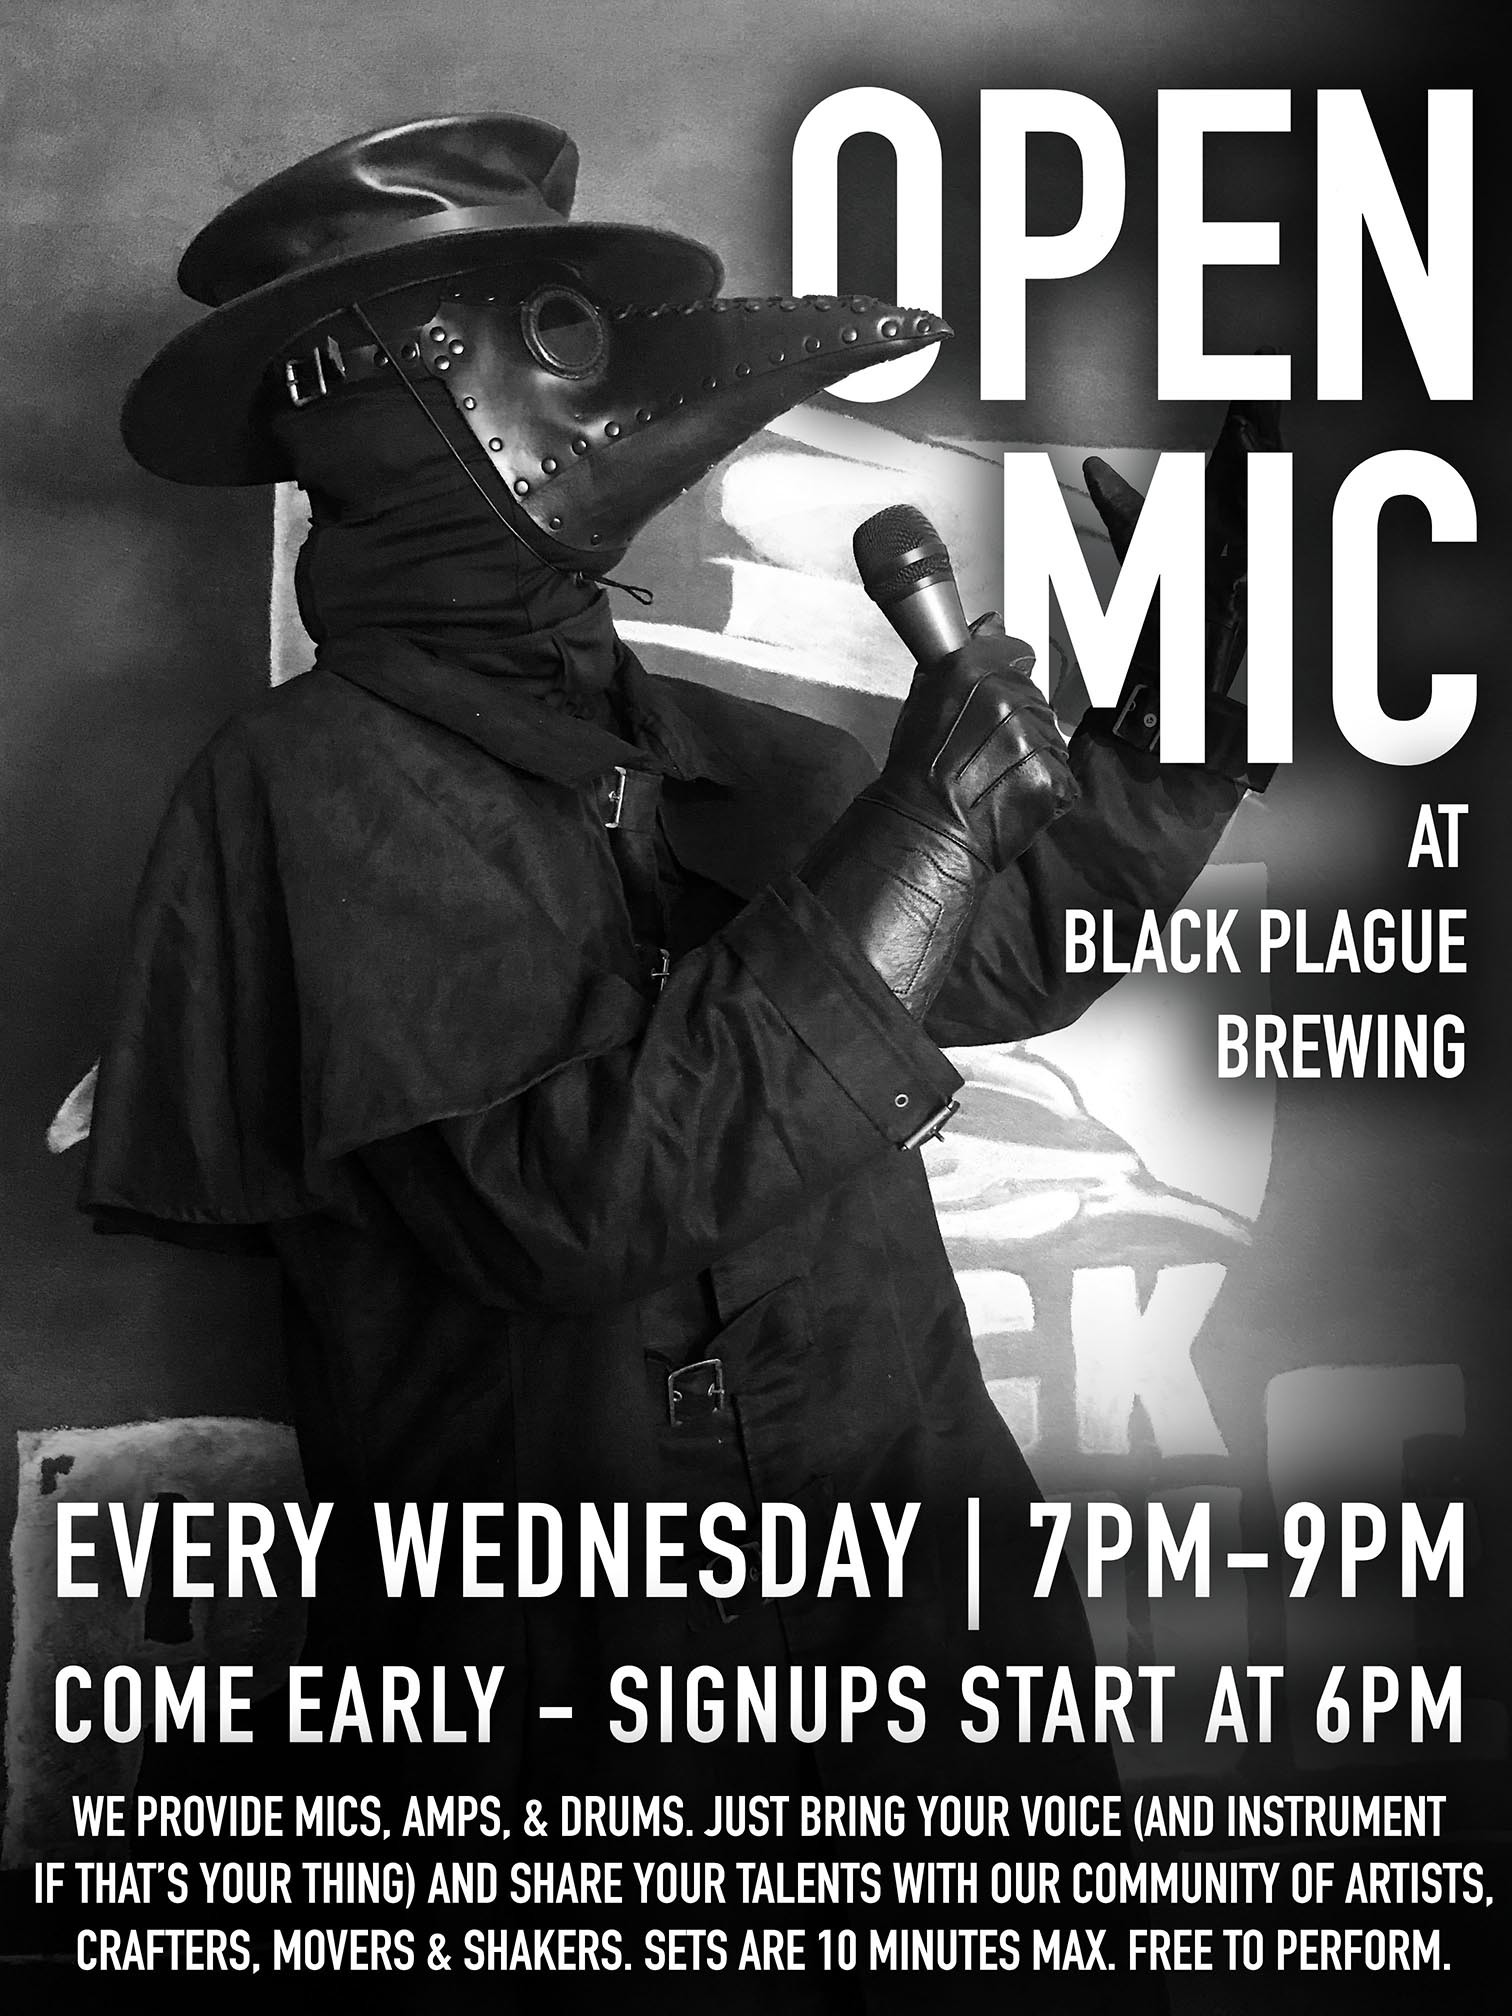 OPEN
MIC
AT
BLACK PLAGUE
BREWING
CK
EVERY WEDNESDAY | 7PM-9PM
COME EARLY - SIGNUPS START AT 6PM
WE PROVIDE MICS, AMPS, & DRUMS. JUST BRING YOUR VOICE (AND INSTRUMENT
IF THAT'S YOUR THING) AND SHARE YOUR TALENTS WITH OUR COMMUNITY OF ARTISTS,
CRAFTERS, MOVERS & SHAKERS. SETS ARE 10 MINUTES MAX. FREE TO PERFORM.